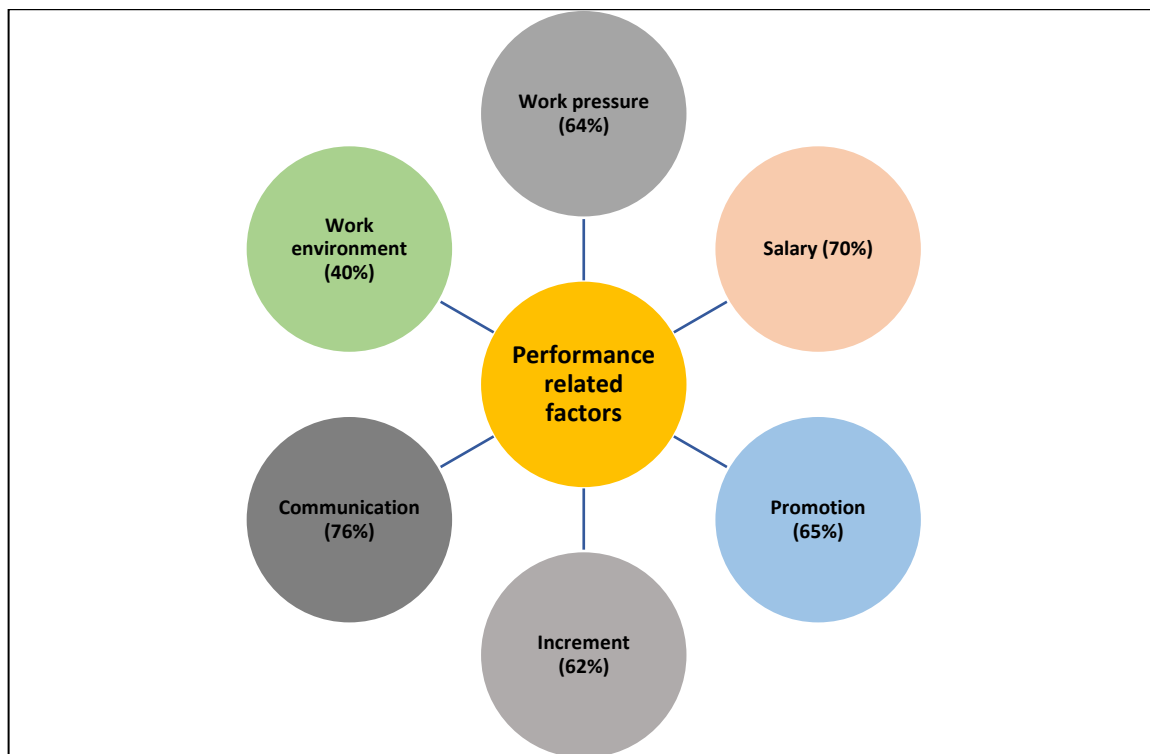 Work pressure
(64%)
Work
environment
(40%)
Salary (70%)
Performance
related
factors
Communication
(76%)
Promotion
(65%)
Increment
(62%)